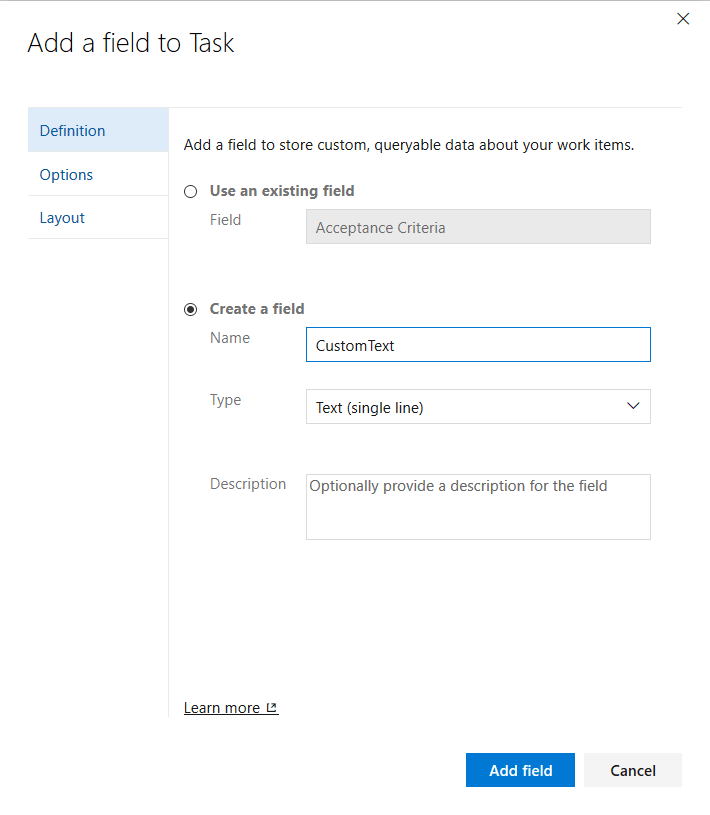 Add a field to Task
Definition
Options
Layout
Add a field to store custom, queryable data about your work items.
Use an existing field
Field
Acceptance Criteria
Create a field
Name
CustomText
Type
Text (single line)
Description
Optionally provide a description for the field
Learn more
Add field
Cancel